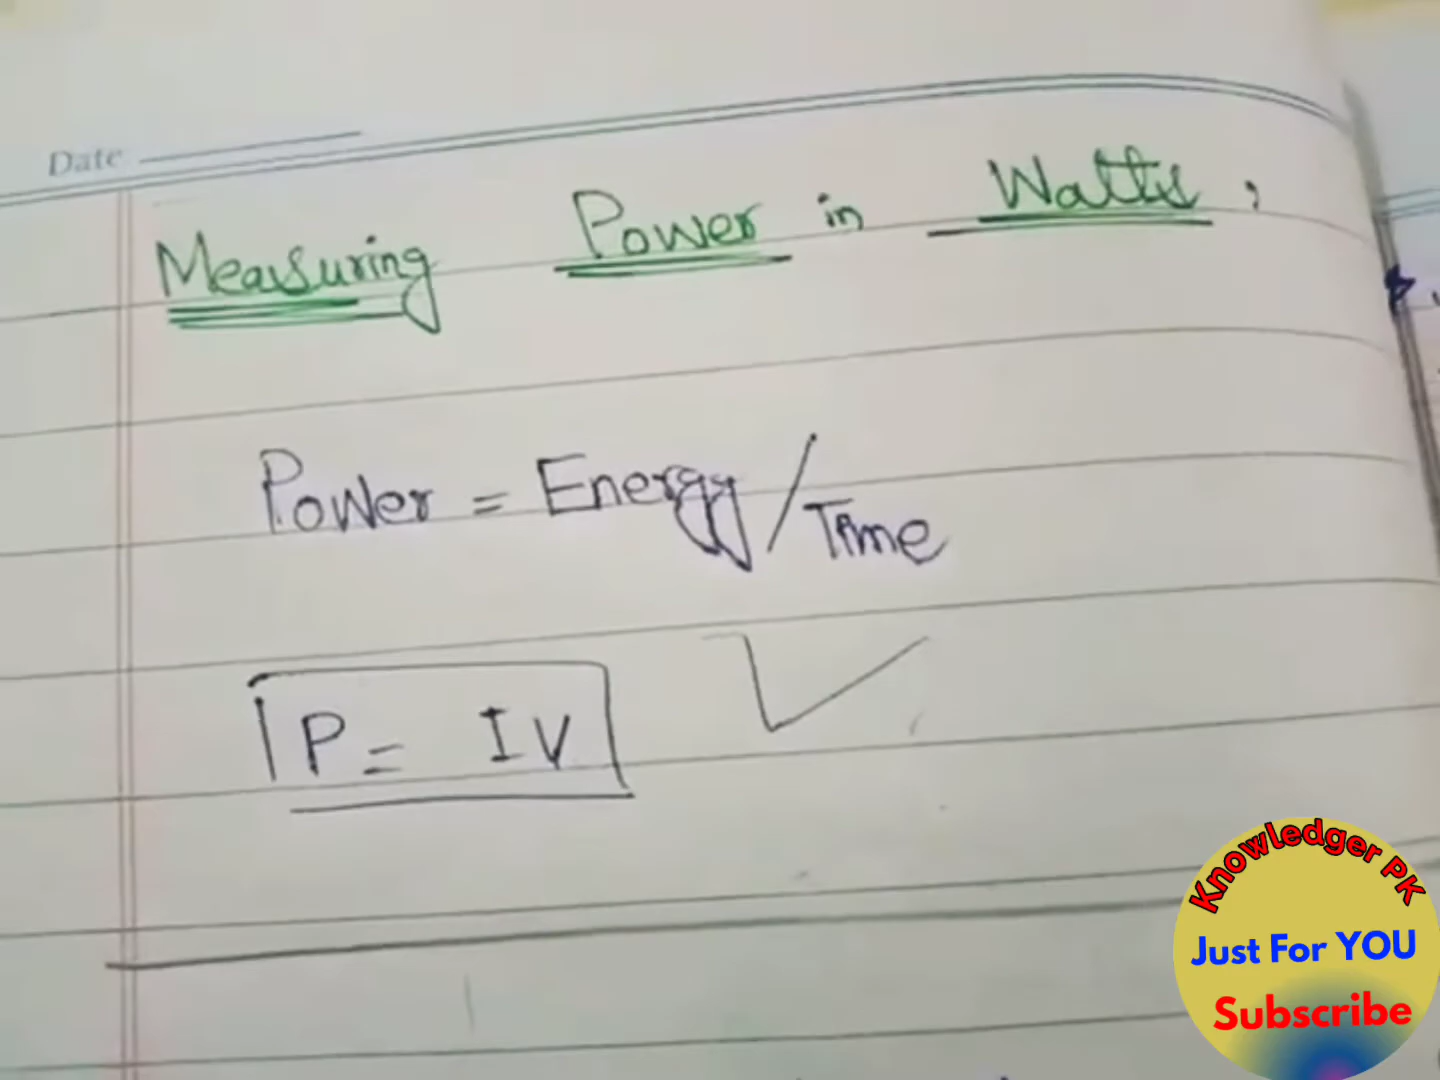 Date
Measuring Power in Watts,
Power = Energy / Time
P = IV
Knowledger PK
Just For YOU
Subscribe